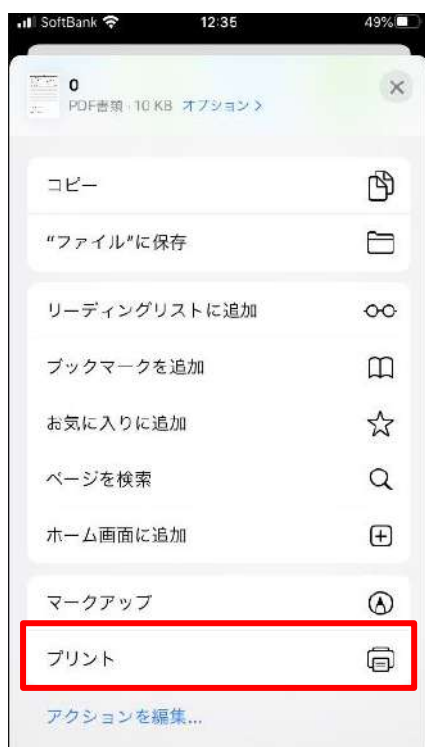 SoftBank 12:35 49%
0
PDF書類・10 KB オプション >
コピー
“ファイル”に保存
リーディングリストに追加
ブックマークを追加
お気に入りに追加
ページを検索
ホーム画面に追加
マークアップ
プリント
アクションを編集...